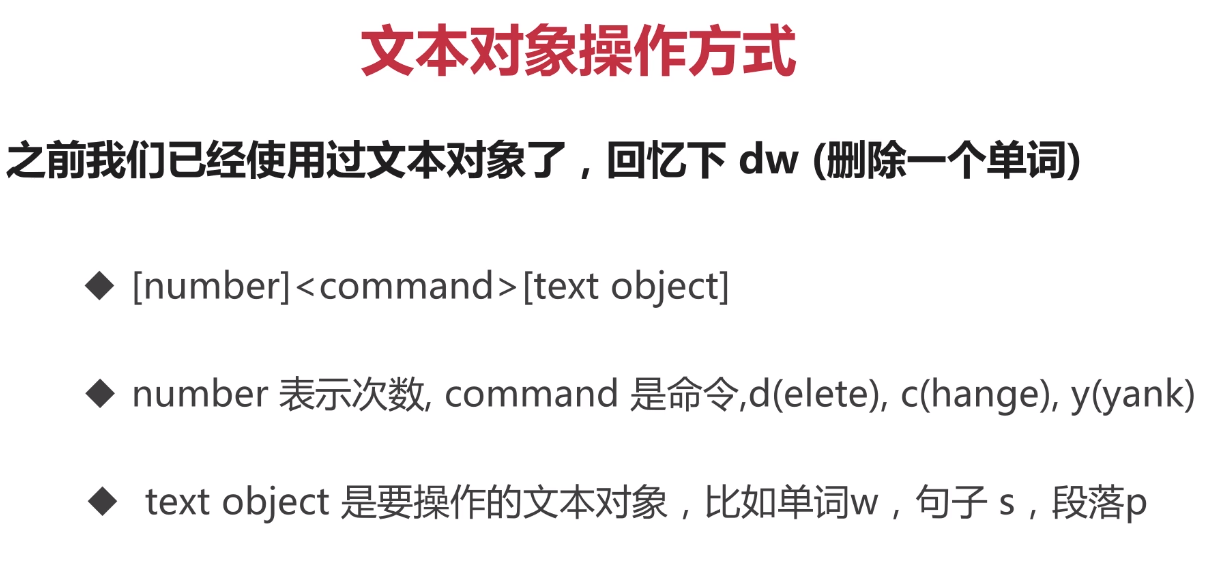 文本对象操作方式
之前我们已经使用过文本对象了，回忆下 dw (删除一个单词)
◆ [number]<command>[text object]
◆ number 表示次数, command 是命令,d(elete), c(hange), y(yank)
◆ text object 是要操作的文本对象，比如单词w，句子 s，段落p